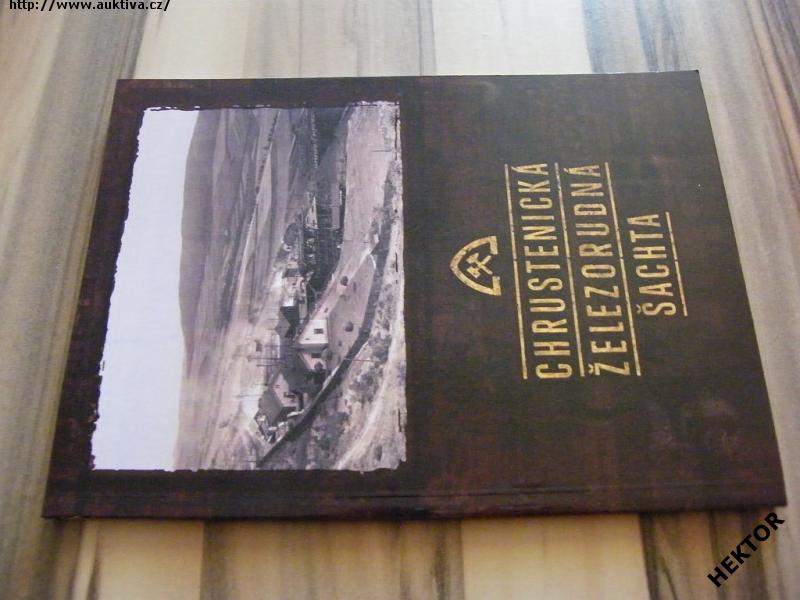 http://www.auktiva.cz/
CHRUSTENICKÁ
ŽELEZORUDNÁ
ŠACHTA
HEKTOR